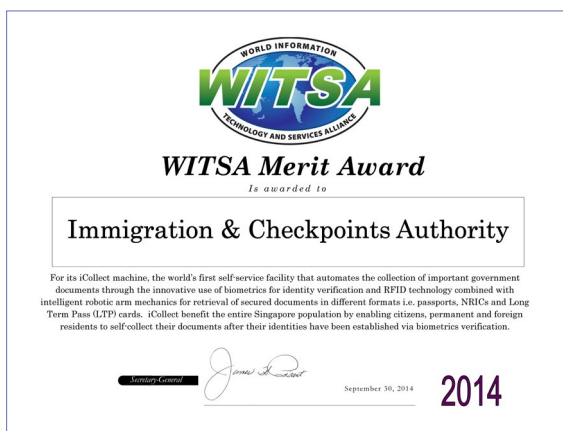 WORLD INFORMATION
WITSA
TECHNOLOGY AND SERVICES ALLIANCE
WITSA Merit Award
Is awarded to
Immigration & Checkpoints Authority
For its iCollect machine, the world's first self-service facility that automates the collection of important government
documents through the innovative use of biometrics for identity verification and RFID technology combined with
intelligent robotic arm mechanics for retrieval of secured documents in different formats i.e. passports, NRICs and Long
Term Pass (LTP) cards. iCollect benefit the entire Singapore population by enabling citizens, permanent and foreign
residents to self-collect their documents after their identities have been established via biometrics verification.
Secretary-General
September 30, 2014
2014